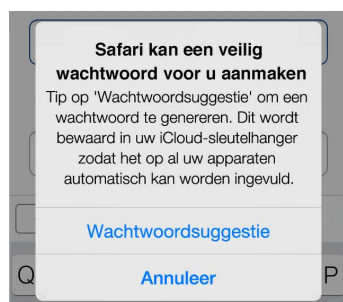 Safari kan een veilig
wachtwoord voor u aanmaken
Tip op 'Wachtwoordsuggestie' om een
wachtwoord te genereren. Dit wordt
bewaard in uw iCloud-sleutelhanger
zodat het op al uw apparaten
automatisch kan worden ingevuld.
Wachtwoordsuggestie
Annuleer
Q P